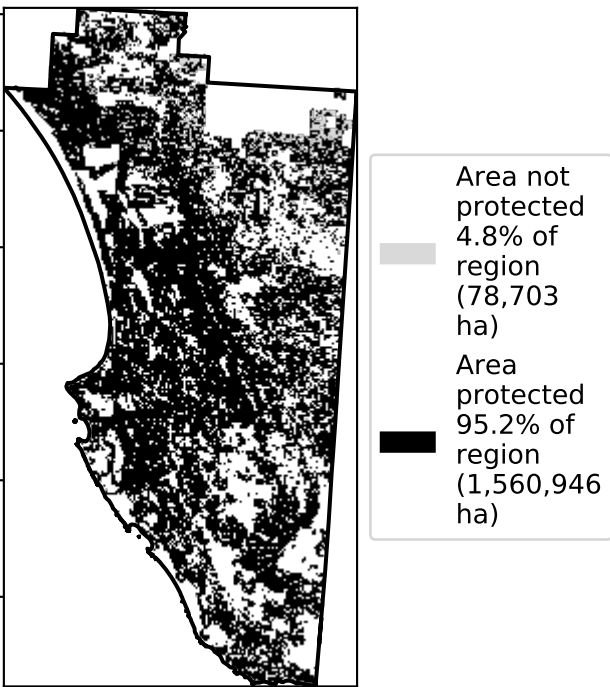 Area not
protected
4.8% of
region
(78,703
ha)
Area
protected
95.2% of
region
(1,560,946
ha)